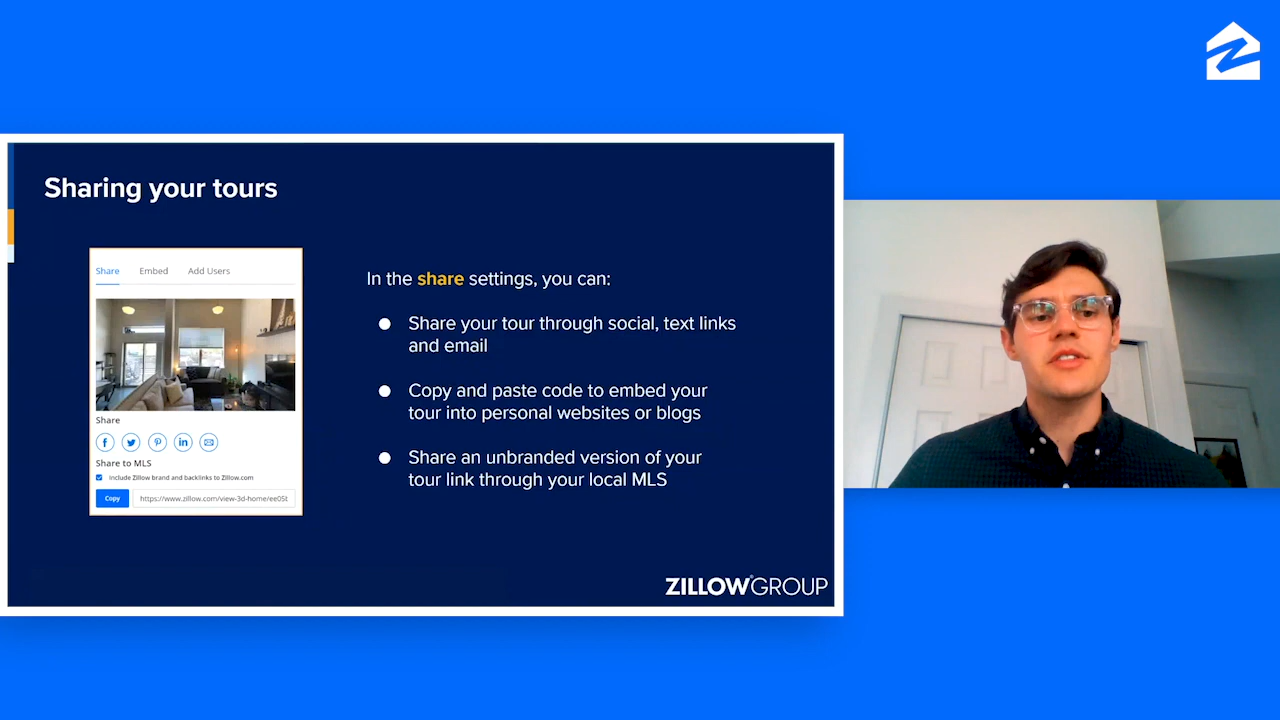 Sharing your tours
Share Embed Add Users
Share
Share to MLS
Include Zillow brand and backlinks to Zillow.com
Copy https://www.zillow.com/view-3d-home/ee05t
In the share settings, you can:
Share your tour through social, text links
and email
Copy and paste code to embed your
tour into personal websites or blogs
Share an unbranded version of your
tour link through your local MLS
ZILLOW GROUP